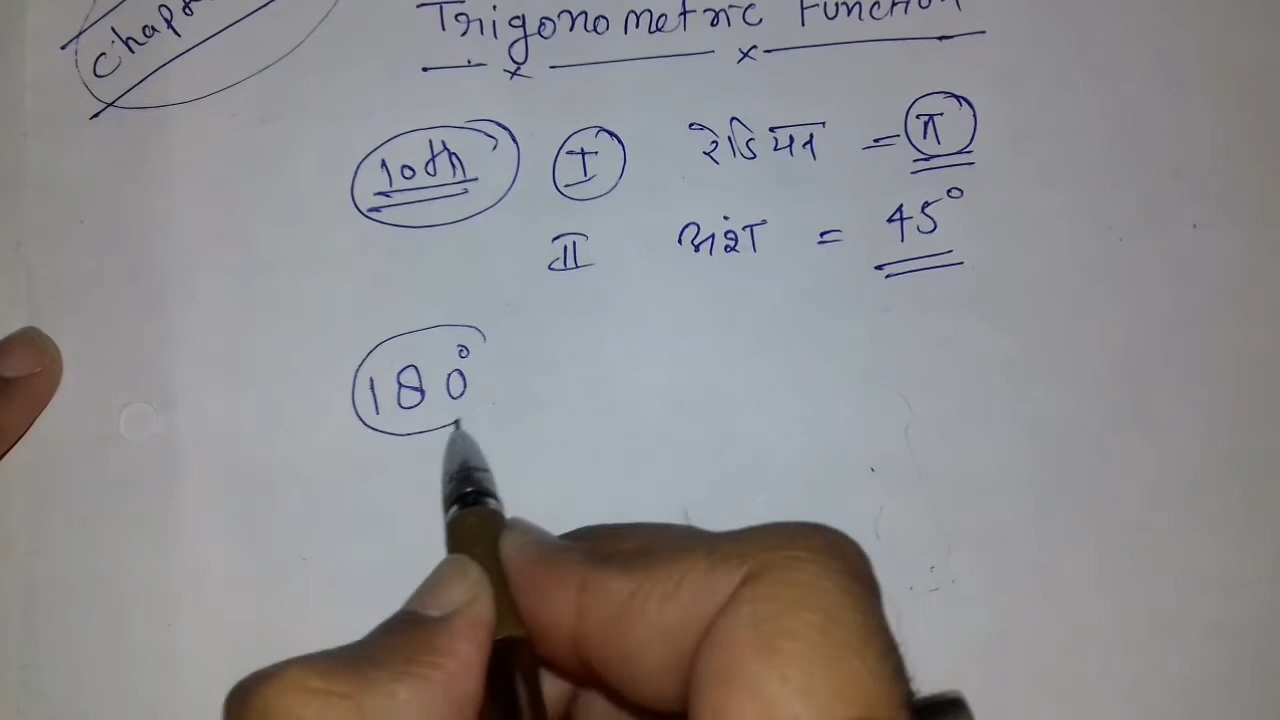 Trigonometric Function
10th I रेडियन = π
II अंश = 45°
180°